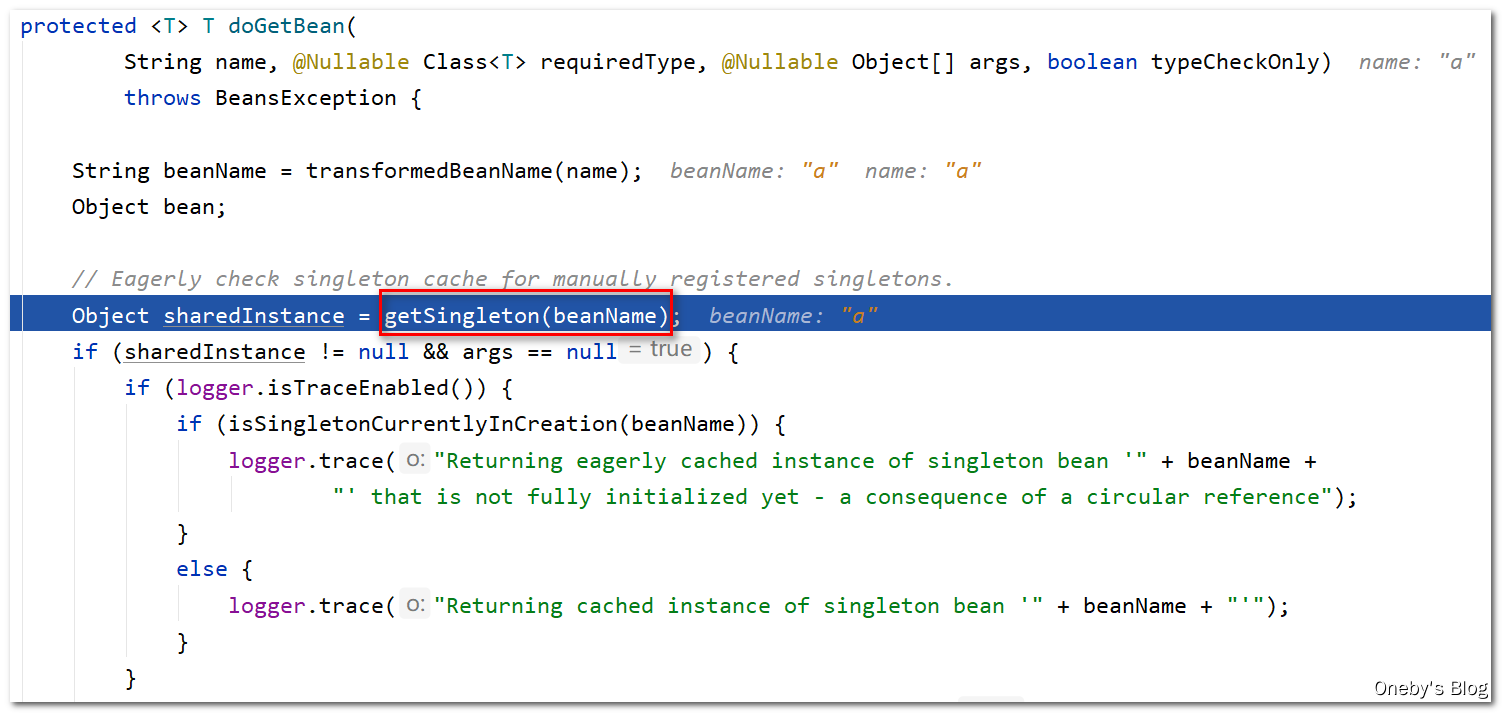 protected <T> T doGetBean(
String name, @Nullable Class<T> requiredType, @Nullable Object[] args, boolean typeCheckOnly) name: "a"
throws BeansException {
String beanName = transformedBeanName(name); beanName: "a" name: "a"
Object bean;
// Eagerly check singleton cache for manually registered singletons.
Object sharedInstance = getSingleton(beanName); beanName: "a"
if (sharedInstance != null && args == null = true ) {
if (logger.isTraceEnabled()) {
if (isSingletonCurrentlyInCreation(beanName)) {
logger.trace( o: "Returning eagerly cached instance of singleton bean '" + beanName +
"' that is not fully initialized yet - a consequence of a circular reference");
}
else {
logger.trace( o: "Returning cached instance of singleton bean '" + beanName + "'");
}
}
Oneby's Blog